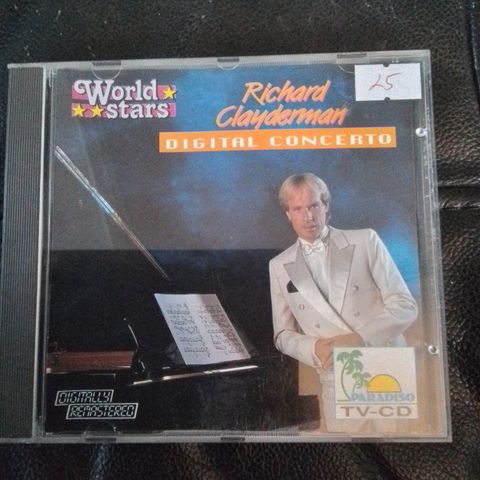 World
stars
Richard
Clayderman
DIGITAL CONCERTO
25
DIGITALLY
REMASTERED
PARADISO
TV-CD